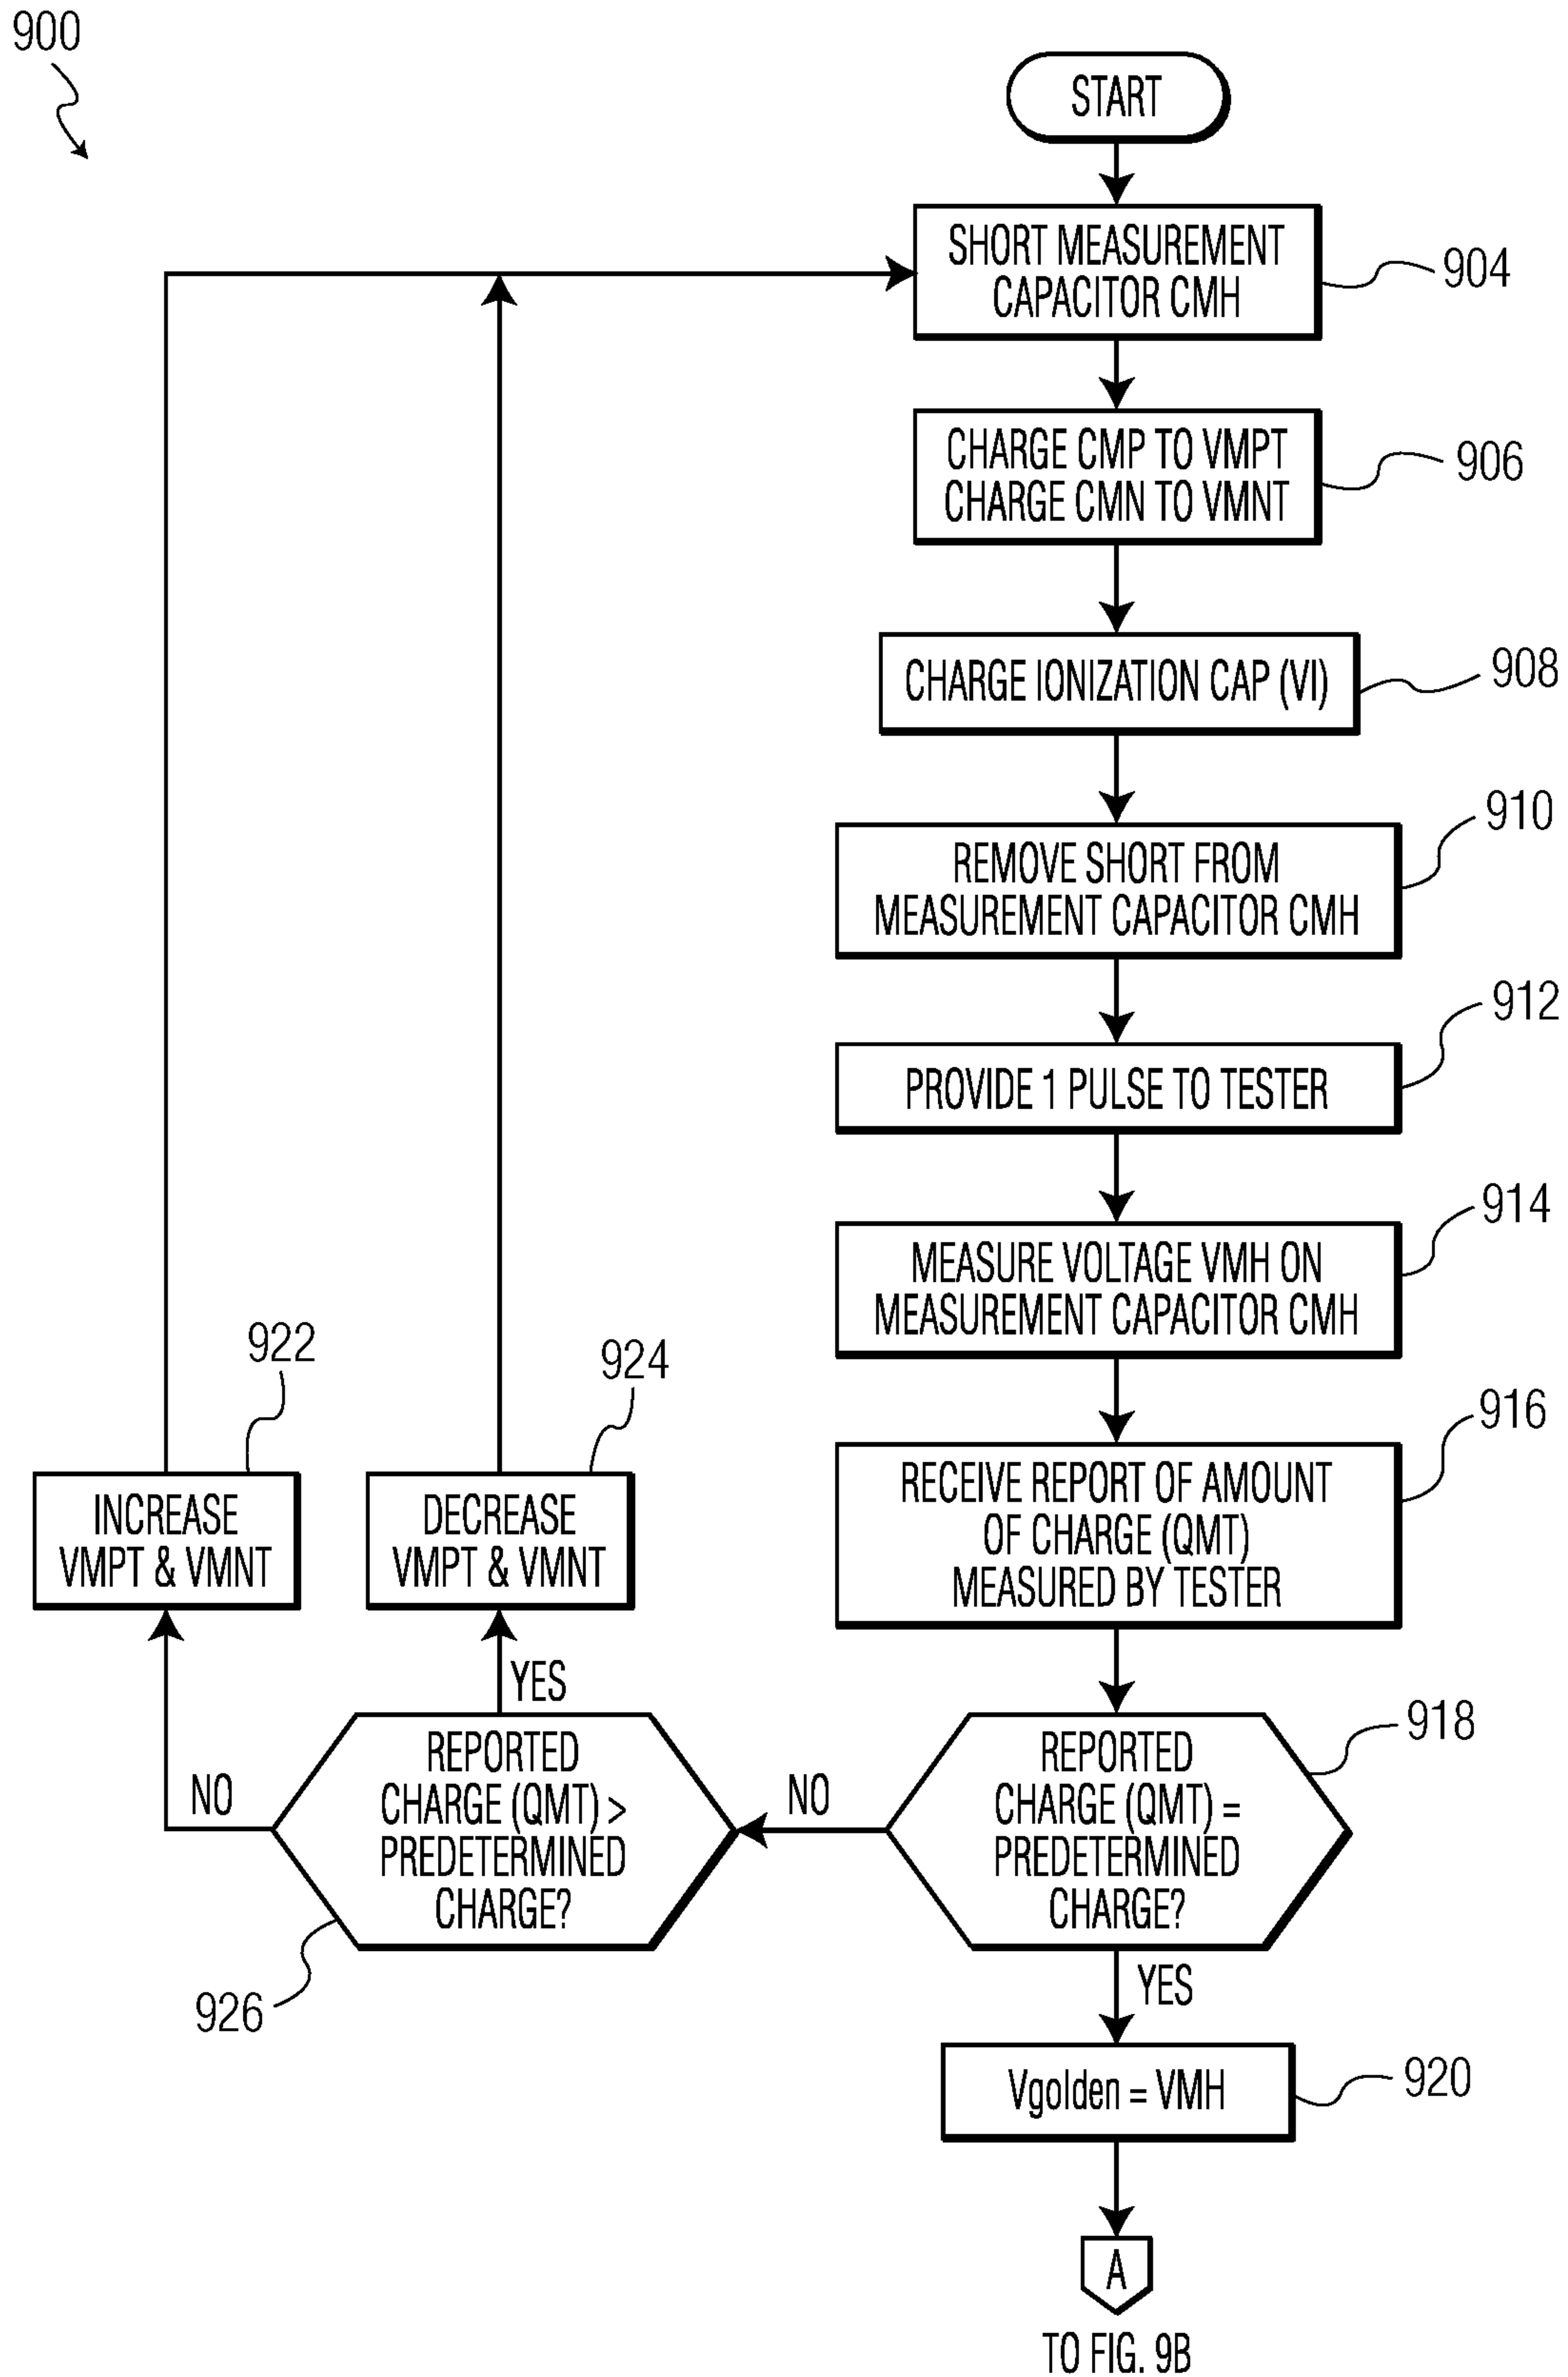 900
START
SHORT MEASUREMENT
CAPACITOR CMH
904
CHARGE CMP TO VMPT
CHARGE CMN TO VMNT
906
CHARGE IONIZATION CAP (VI)
908
REMOVE SHORT FROM
MEASUREMENT CAPACITOR CMH
910
PROVIDE 1 PULSE TO TESTER
912
MEASURE VOLTAGE VMH ON
MEASUREMENT CAPACITOR CMH
914
RECEIVE REPORT OF AMOUNT
OF CHARGE (QMT)
MEASURED BY TESTER
916
REPORTED
CHARGE (QMT) =
PREDETERMINED
CHARGE?
918
NO
REPORTED
CHARGE (QMT) >
PREDETERMINED
CHARGE?
926
YES
DECREASE
VMPT & VMNT
924
NO
INCREASE
VMPT & VMNT
922
YES
Vgolden = VMH
920
A
TO FIG. 9B